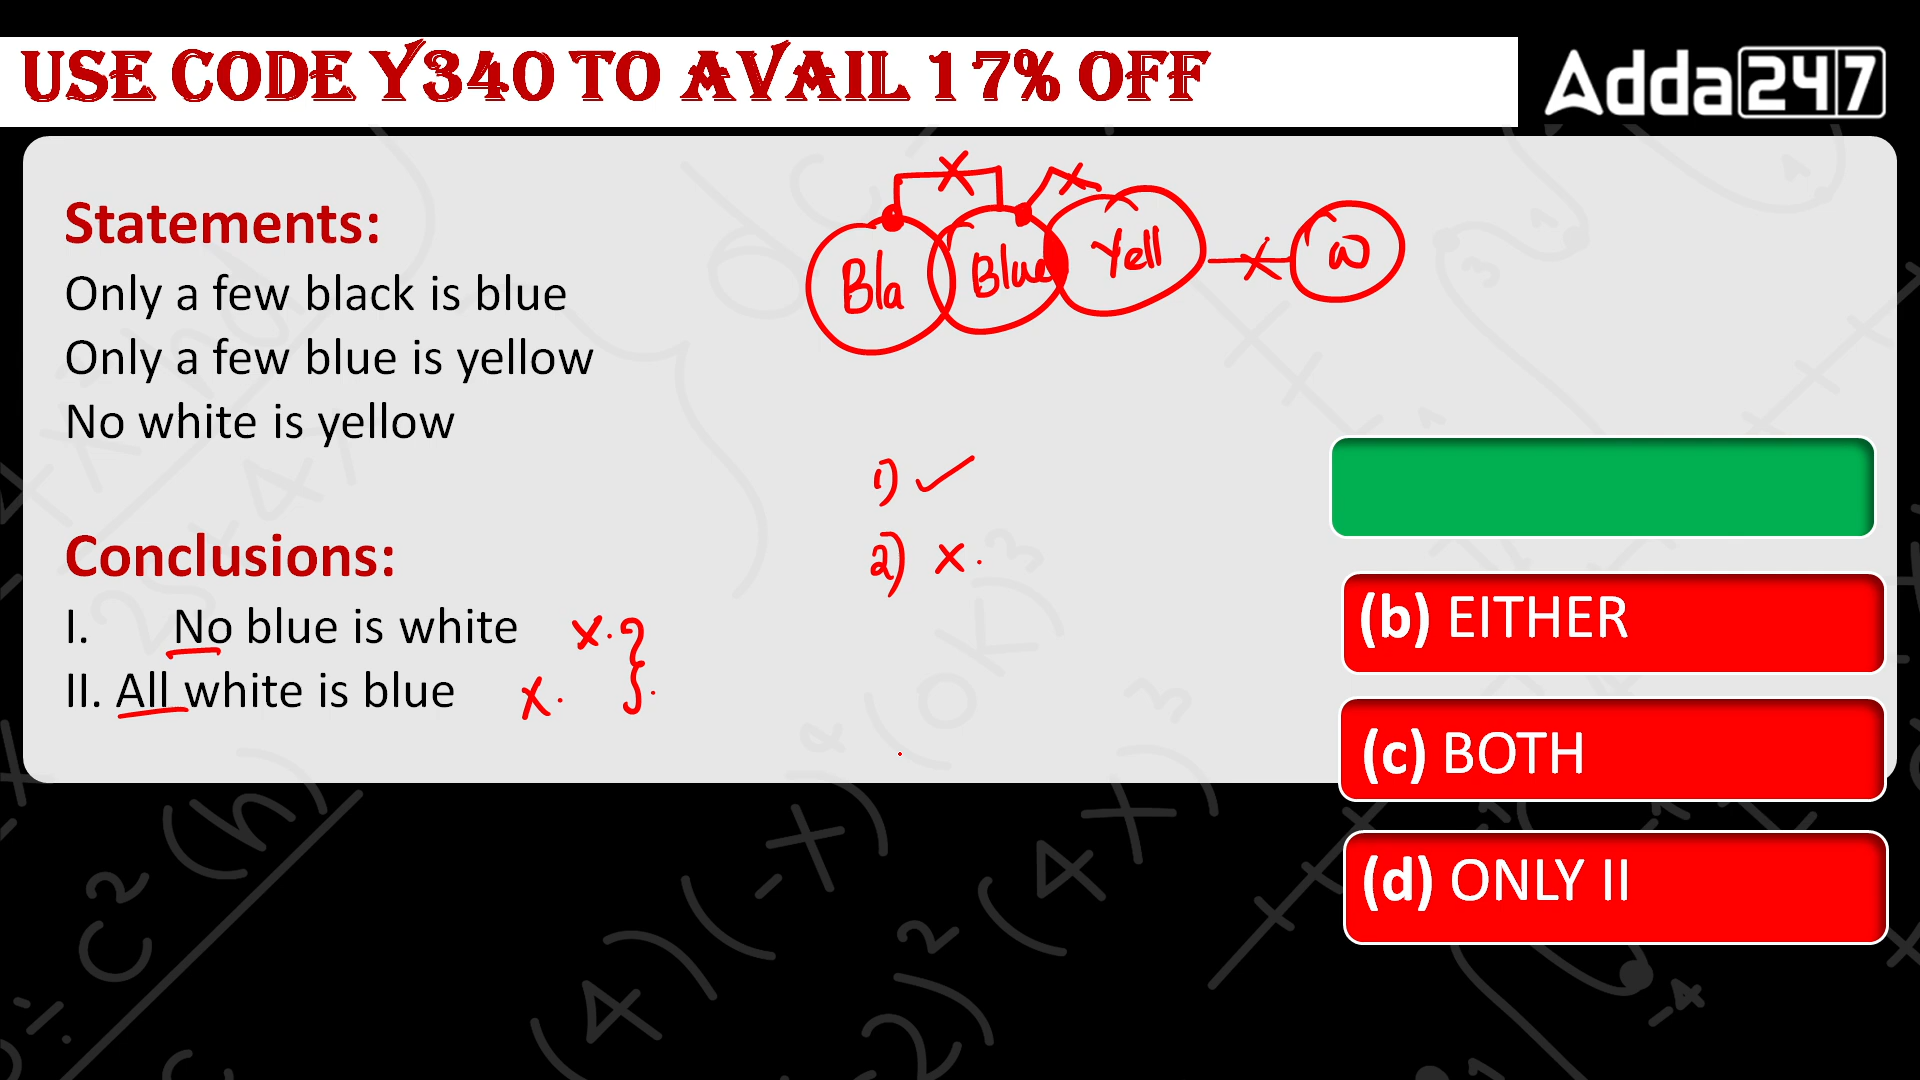 USE CODE Y340 TO AVAIL 17% OFF
Adda247
Statements:
Only a few black is blue
Only a few blue is yellow
No white is yellow
Bla
Blue
Yell
w
1) ✓
2) ×.
Conclusions:
I. No blue is white ×.
II. All white is blue ×.
(b) EITHER
(c) BOTH
(d) ONLY II